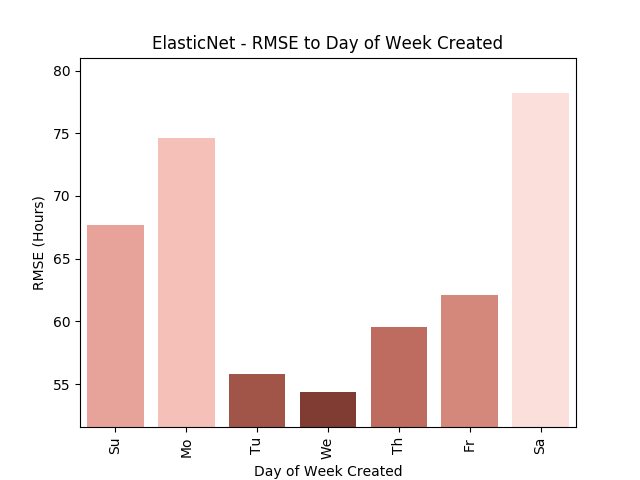 ElasticNet - RMSE to Day of Week Created
80
75
70
65
60
55
RMSE (Hours)
Su
Mo
Tu
We
Th
Fr
Sa
Day of Week Created